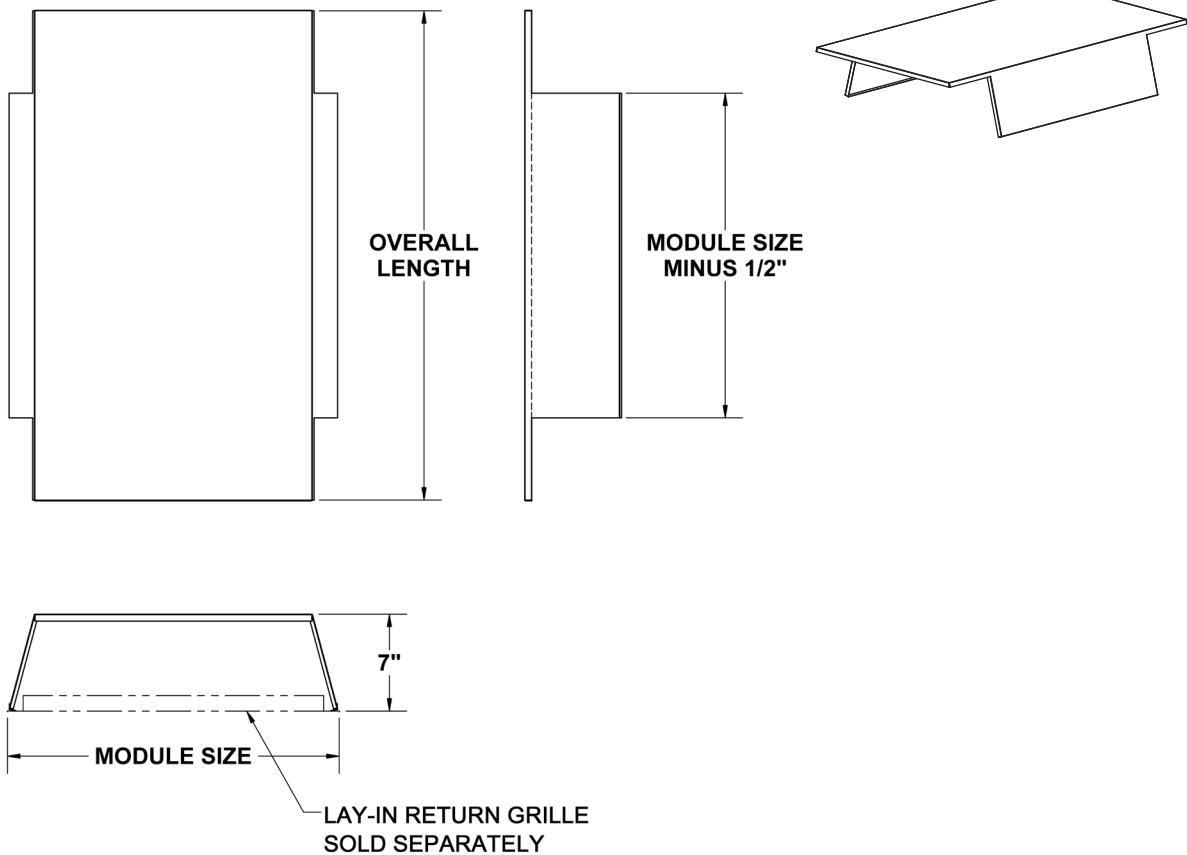 OVERALL
LENGTH
MODULE SIZE
MINUS 1/2"
7"
MODULE SIZE
LAY-IN RETURN GRILLE
SOLD SEPARATELY